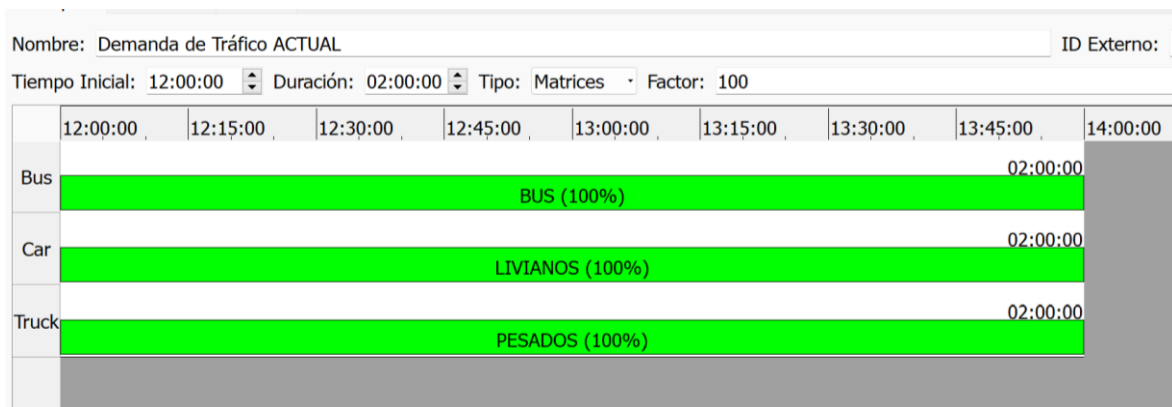 Nombre: Demanda de Tráfico ACTUAL ID Externo:
Tiempo Inicial: 12:00:00 Duración: 02:00:00 Tipo: Matrices Factor: 100
12:00:00 12:15:00 12:30:00 12:45:00 13:00:00 13:15:00 13:30:00 13:45:00 14:00:00
02:00:00
Bus BUS (100%)
02:00:00
Car LIVIANOS (100%)
02:00:00
Truck PESADOS (100%)